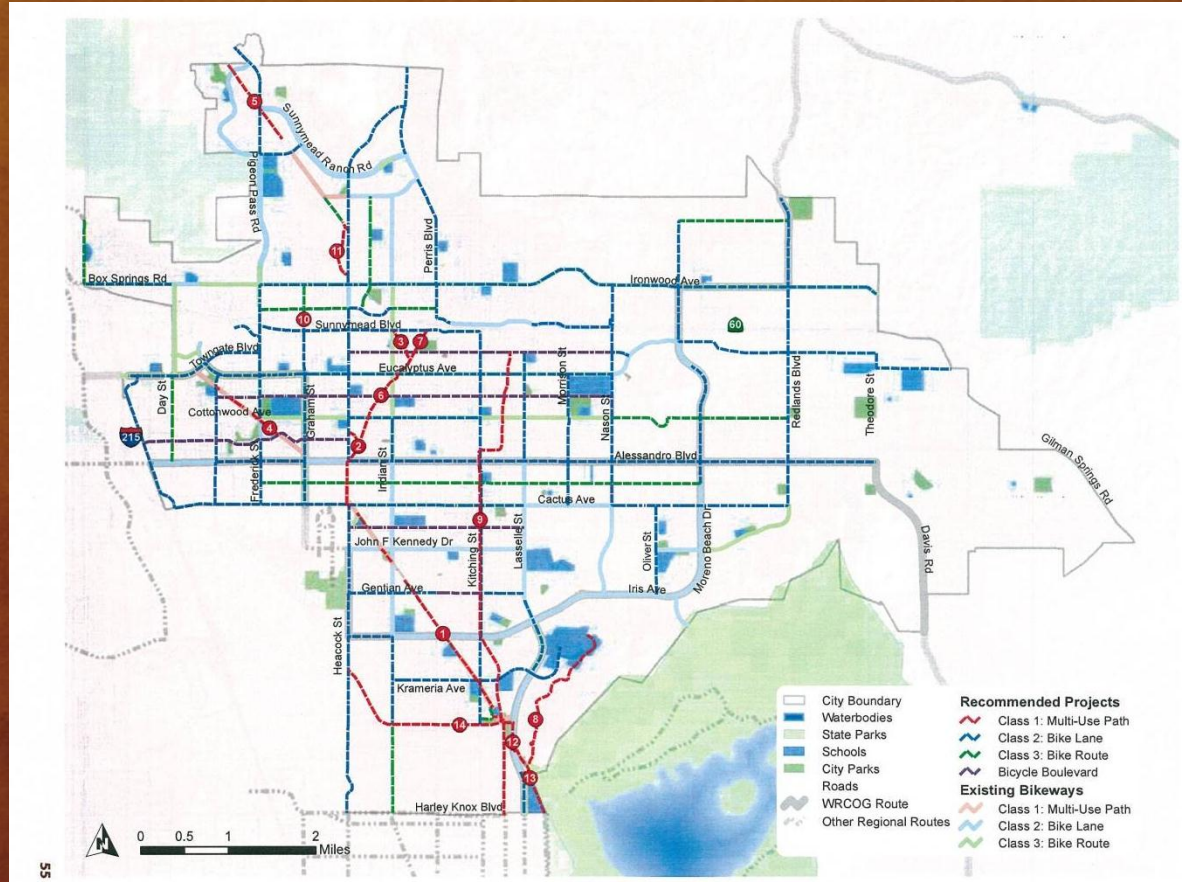 5
Sunnymead Ranch Rd
Pigeon Pass Rd
11
Perris Blvd
Box Springs Rd
Ironwood Ave
10
Sunnymead Blvd
60
3
7
Towngate Blvd
Eucalyptus Ave
Day St
6
Morrison St
Redlands Blvd
Theodore St
Cottonwood Ave
Graham St
Nason St
4
215
2
Frederick St
Indian St
Alessandro Blvd
Gilman Springs Rd
Cactus Ave
9
John F Kennedy Dr
Kitching St
Lasselle St
Oliver St
Moreno Beach Dr
Davis Rd
Gentian Ave
Iris Ave
Heacock St
1
Krameria Ave
14
8
12
13
Harley Knox Blvd
N
0 0.5 1 2
Miles
City Boundary
Waterbodies
State Parks
Schools
City Parks
Roads
WRCOG Route
Other Regional Routes
Recommended Projects
Class 1: Multi-Use Path
Class 2: Bike Lane
Class 3: Bike Route
Bicycle Boulevard
Existing Bikeways
Class 1: Multi-Use Path
Class 2: Bike Lane
Class 3: Bike Route
55